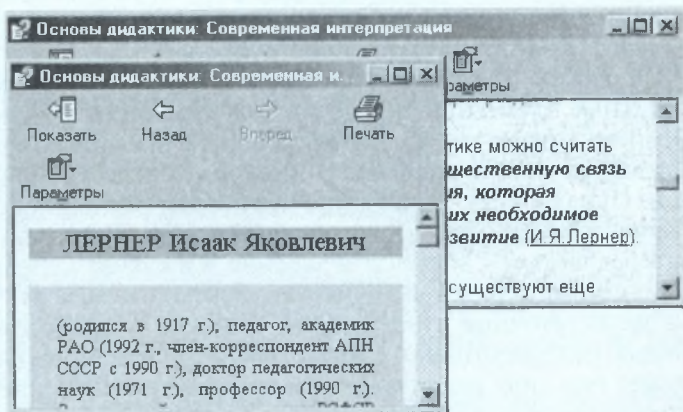 Основы дидактики: Современная интерпретация
Основы дидактики: Современная и...
Показать Назад Вперед Печать
Параметры
ЛЕРНЕР Исаак Яковлевич
(родился в 1917 г.), педагог, академик
РАО (1992 г., член-корреспондент АПН
СССР с 1990 г.), доктор педагогических
наук (1971 г.), профессор (1990 г.).
раметры
тике можно считать
щественную связь
ия, которая
их необходимое
звитие (И.Я.Лернер).
существуют еще